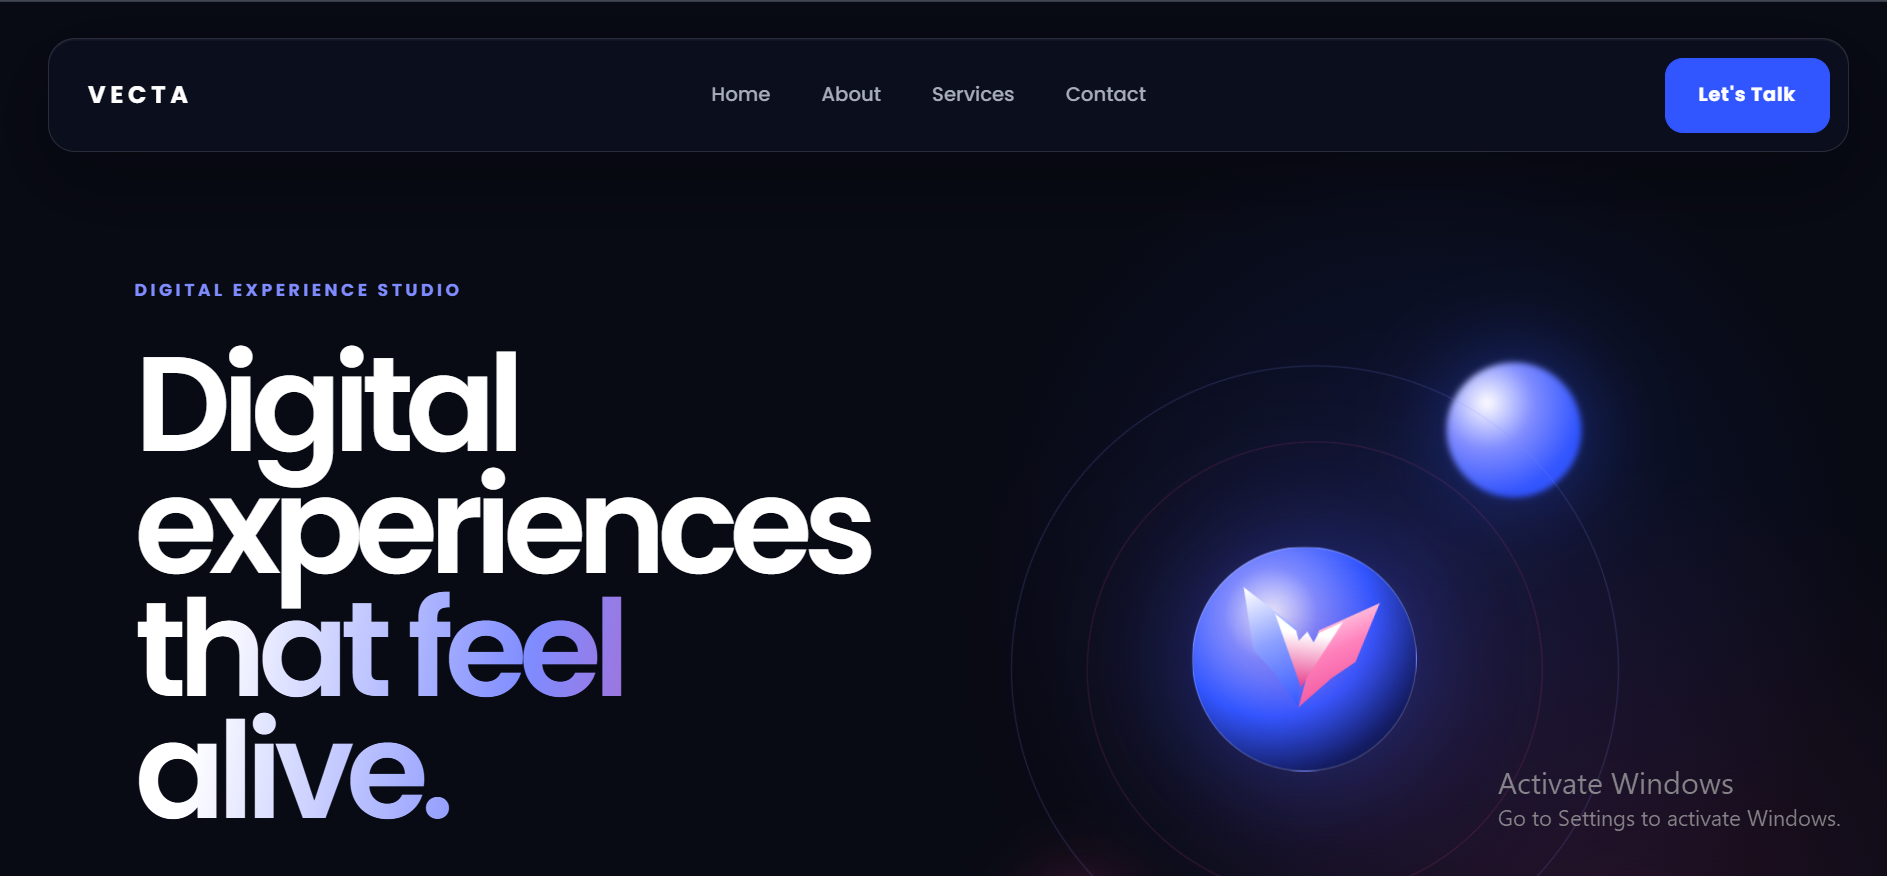 VECTA
Home
About
Services
Contact
Let's Talk
DIGITAL EXPERIENCE STUDIO
Digital
experiences
that feel
alive.
Activate Windows
Go to Settings to activate Windows.